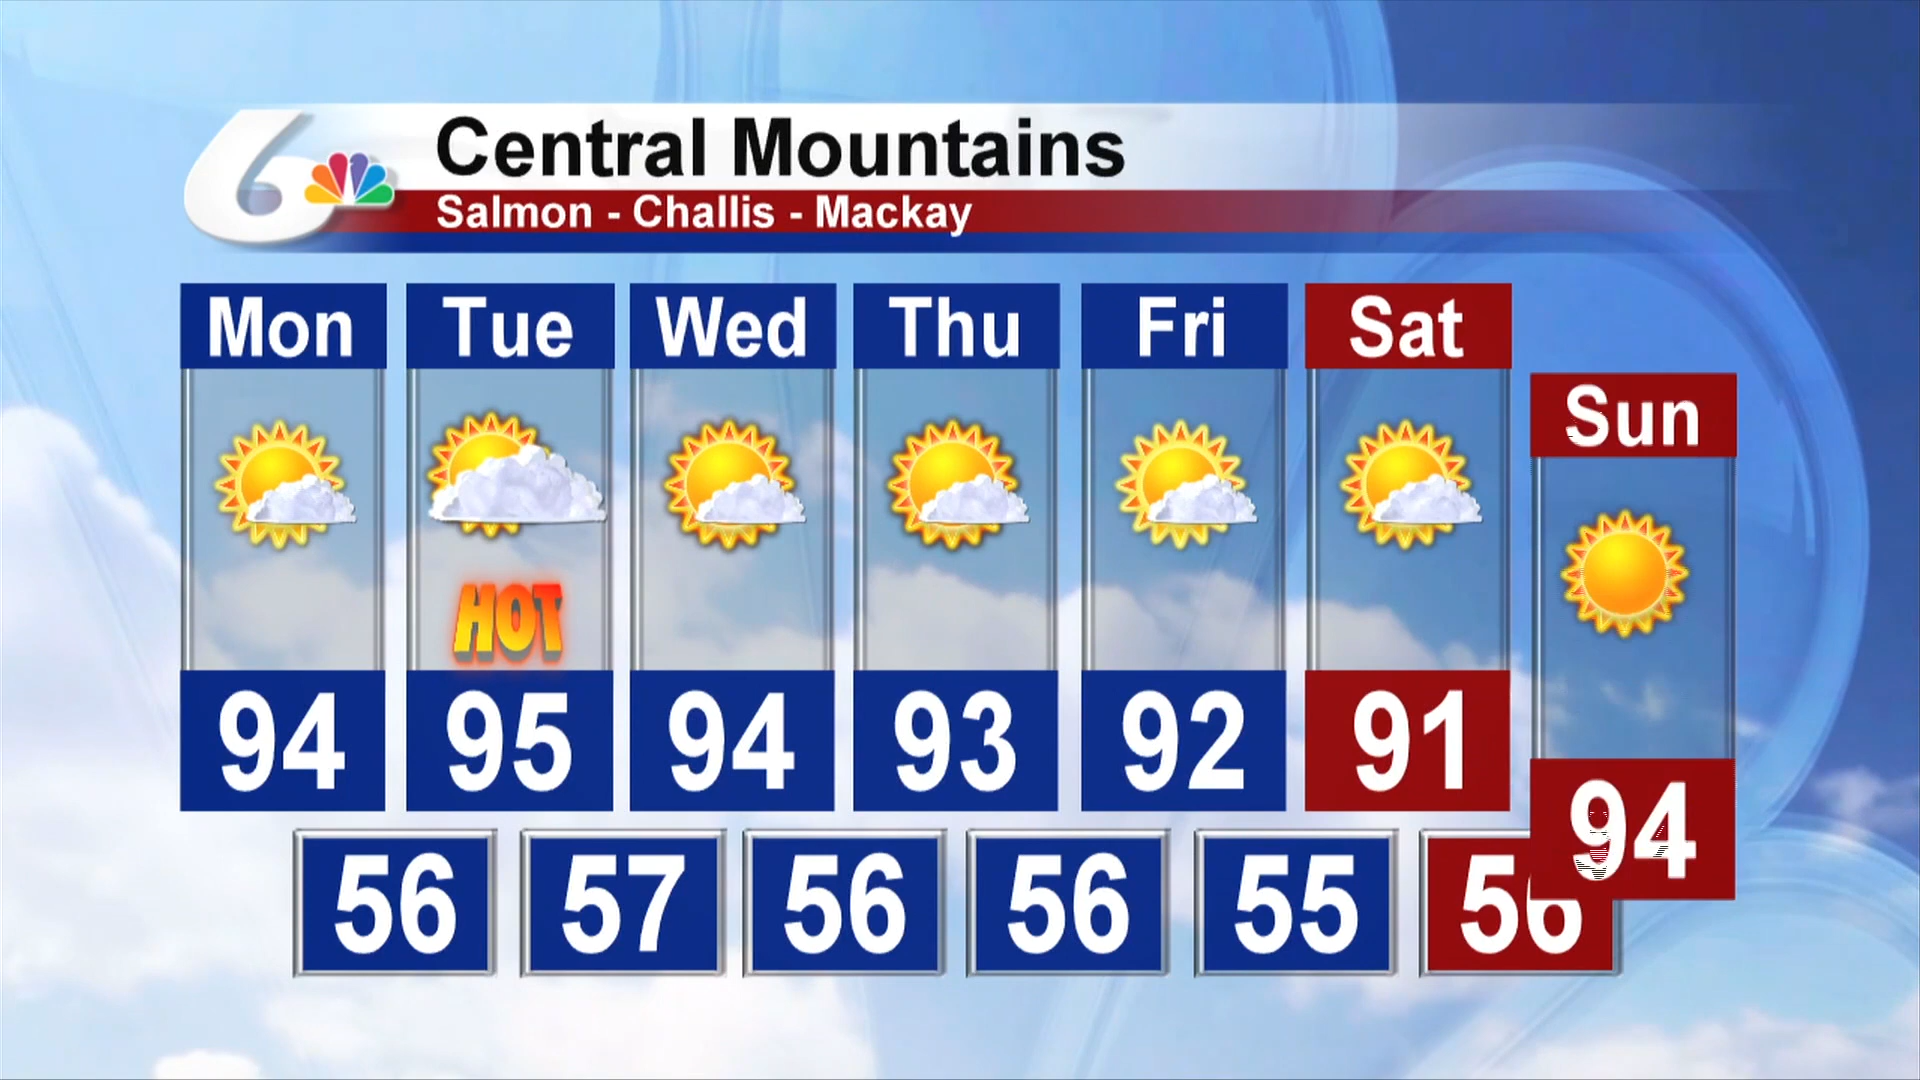 6
Central Mountains
Salmon - Challis - Mackay
Mon Tue Wed Thu Fri Sat Sun
HOT
94 95 94 93 92 91 94
56 57 56 56 55 56